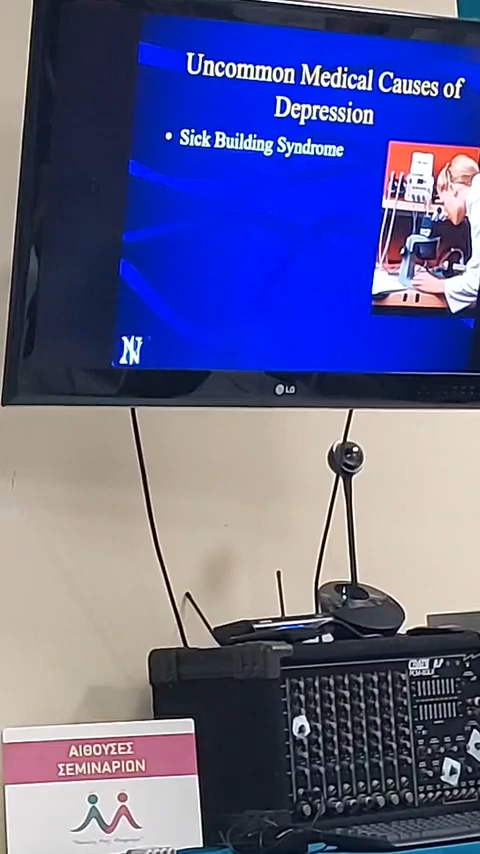 Uncommon Medical Causes of
Depression
• Sick Building Syndrome
N
LG
ΑΙΘΟΥΣΕΣ
ΣΕΜΙΝΑΡΙΩΝ